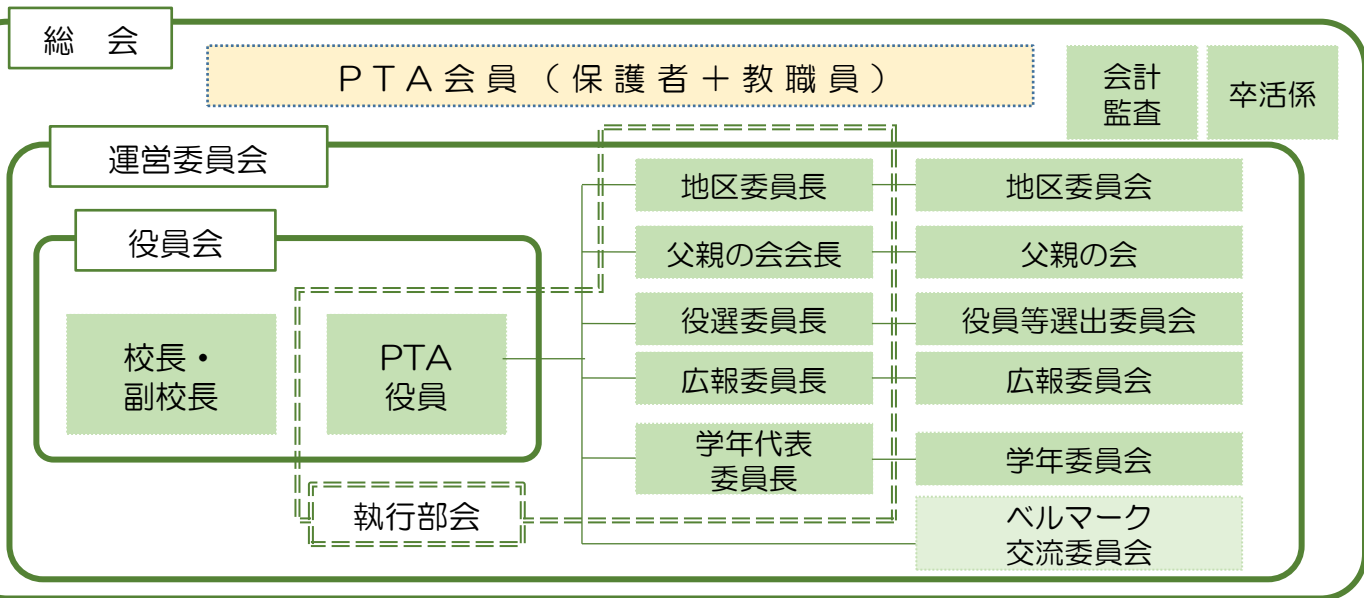 総　会
ＰＴＡ会員（保護者＋教職員）
会計
監査
卒活係
運営委員会
役員会
校長・
副校長
PTA
役員
執行部会
地区委員長
地区委員会
父親の会会長
父親の会
役選委員長
役員等選出委員会
広報委員長
広報委員会
学年代表
委員長
学年委員会
ベルマーク
交流委員会